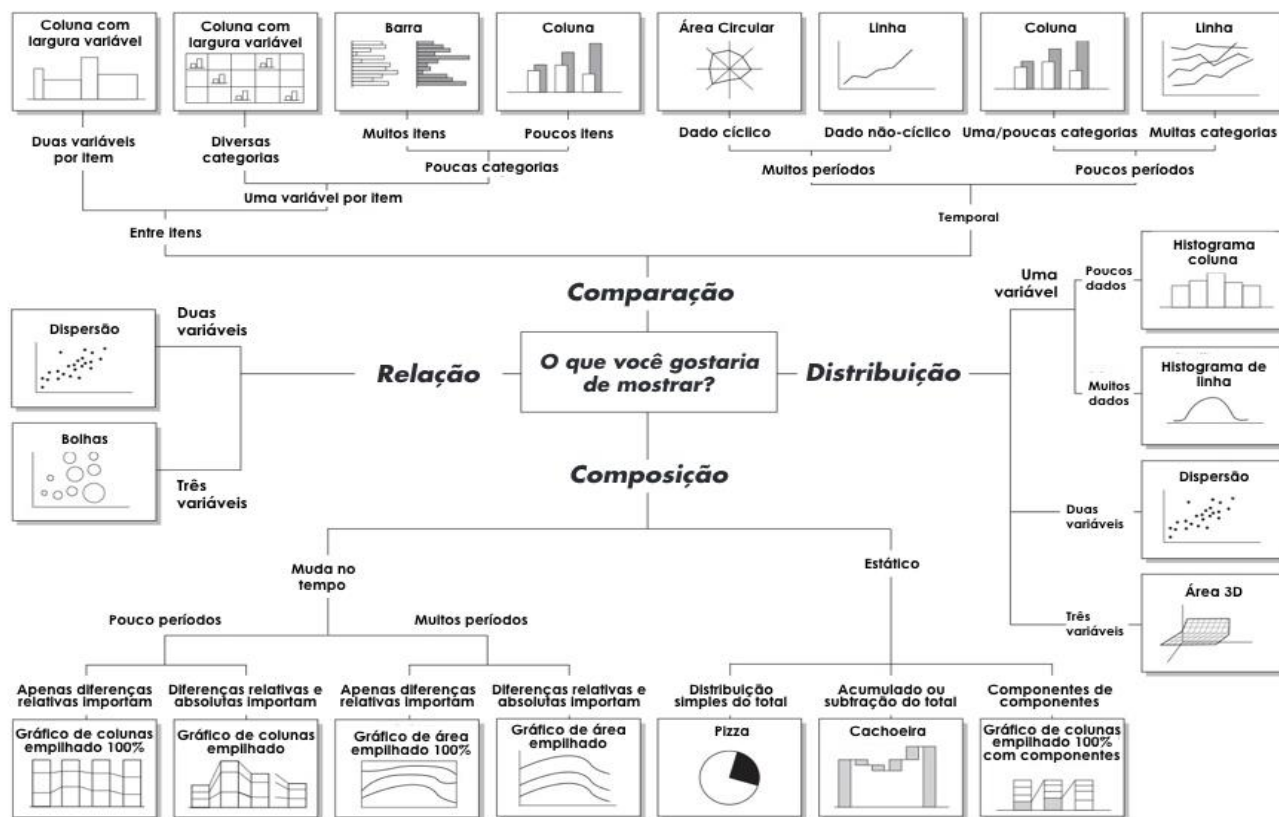 Coluna com
largura variável
Coluna com
largura variável
Barra
Coluna
Área Circular
Linha
Coluna
Linha
Duas variáveis
por item
Diversas
categorias
Muitos itens
Poucos itens
Dado cíclico
Dado não-cíclico
Uma/poucas categorias
Muitas categorias
Poucas categorias
Muitos períodos
Poucos períodos
Uma variável por item
Entre itens
Temporal
Comparação
Relação
O que você gostaria
de mostrar?
Distribuição
Composição
Duas
variáveis
Dispersão
Três
variáveis
Bolhas
Uma
variável
Poucos
dados
Histograma
coluna
Muitos
dados
Histograma de
linha
Duas
variáveis
Dispersão
Três
variáveis
Área 3D
Muda no
tempo
Estático
Pouco períodos
Muitos períodos
Apenas diferenças
relativas importam
Diferenças relativas e
absolutas importam
Apenas diferenças
relativas importam
Diferenças relativas e
absolutas importam
Distribuição
simples do total
Acumulado ou
subtração do total
Componentes de
componentes
Gráfico de colunas
empilhado 100%
Gráfico de colunas
empilhado
Gráfico de área
empilhado 100%
Gráfico de área
empilhado
Pizza
Cachoeira
Gráfico de colunas
empilhado 100%
com componentes